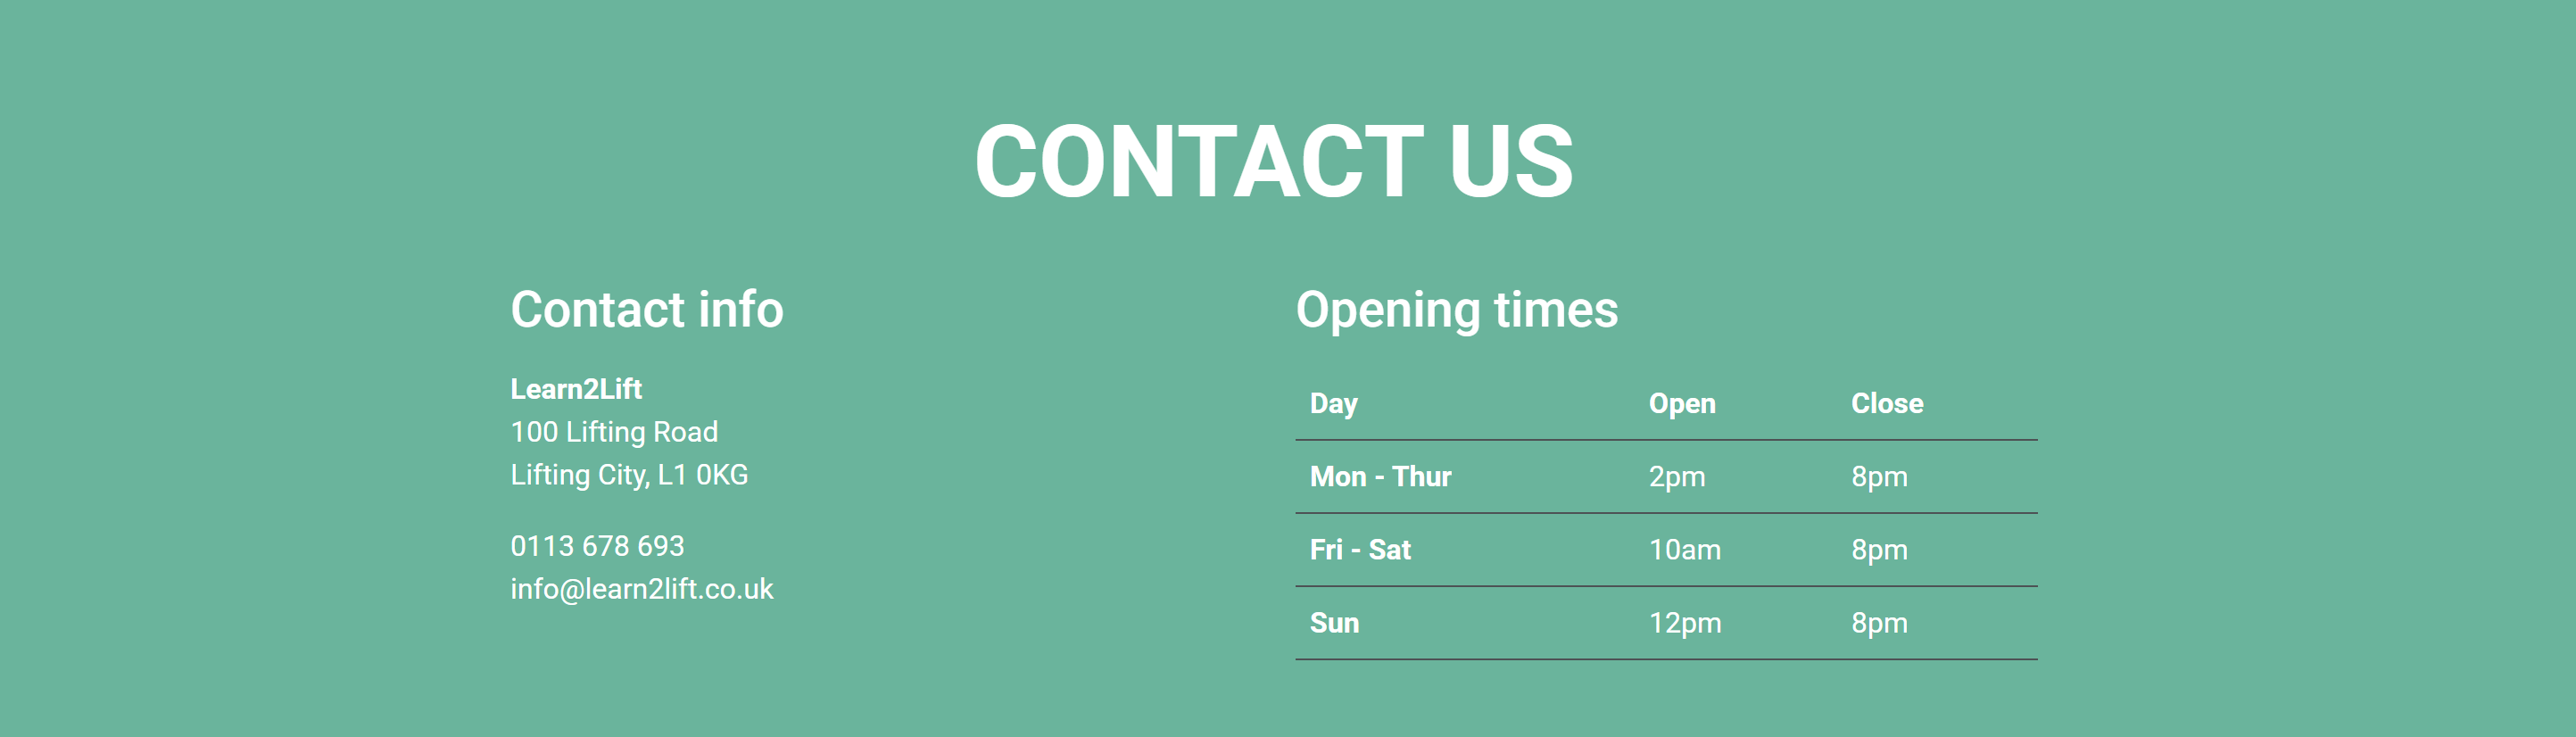 CONTACT US
Contact info
Learn2Lift
100 Lifting Road
Lifting City, L1 0KG
0113 678 693
info@learn2lift.co.uk
Opening times
Day Open Close
Mon - Thur 2pm 8pm
Fri - Sat 10am 8pm
Sun 12pm 8pm